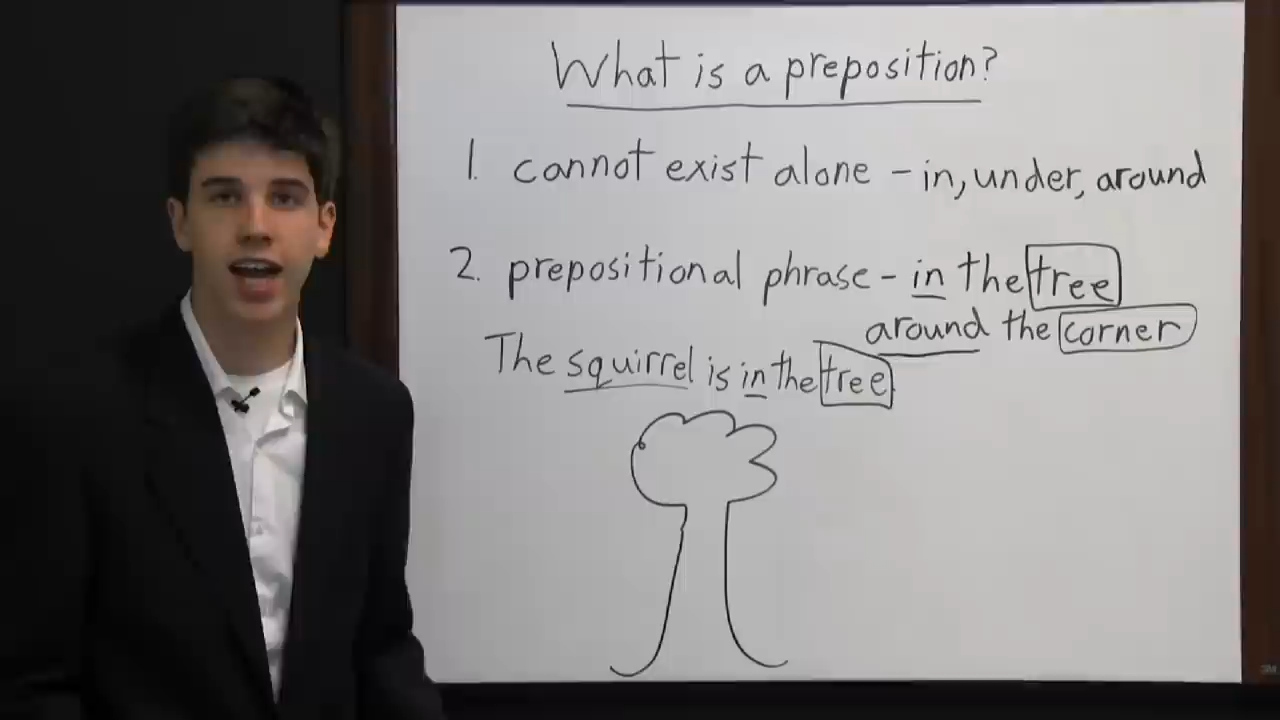 What is a preposition?
1. cannot exist alone - in, under, around
2. prepositional phrase - in the tree
around the corner
The squirrel is in the tree.
3M